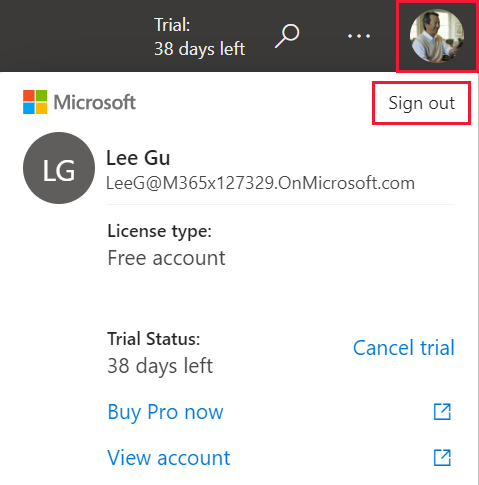 Trial:
38 days left
Microsoft
Sign out
LG
Lee Gu
LeeG@M365x127329.OnMicrosoft.com
License type:
Free account
Trial Status:
38 days left
Cancel trial
Buy Pro now
View account